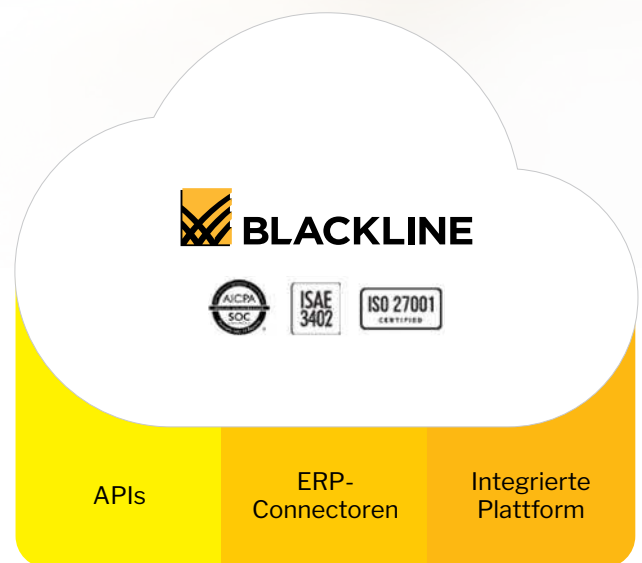 BLACKLINE
AICPA
SOC
ISAE
3402
ISO 27001
CERTIFIED
APIs
ERP-
Connectoren
Integrierte
Plattform